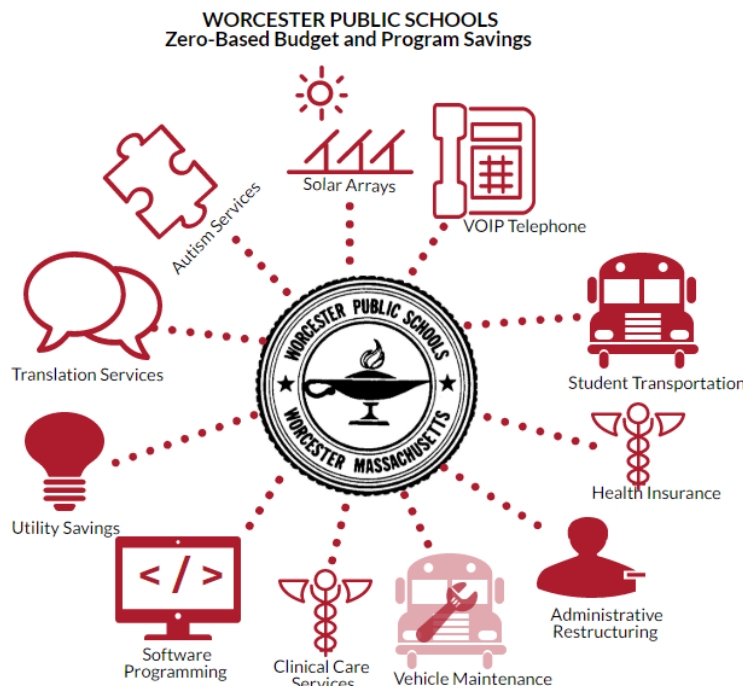 WORCESTER PUBLIC SCHOOLS
Zero-Based Budget and Program Savings
Solar Arrays
VOIP Telephone
Autism Services
Student Transportation
Translation Services
WORCESTER PUBLIC SCHOOLS
WORCESTER MASSACHUSETTS
Health Insurance
Utility Savings
Administrative
Restructuring
</>
Software
Programming
Clinical Care
Services
Vehicle Maintenance